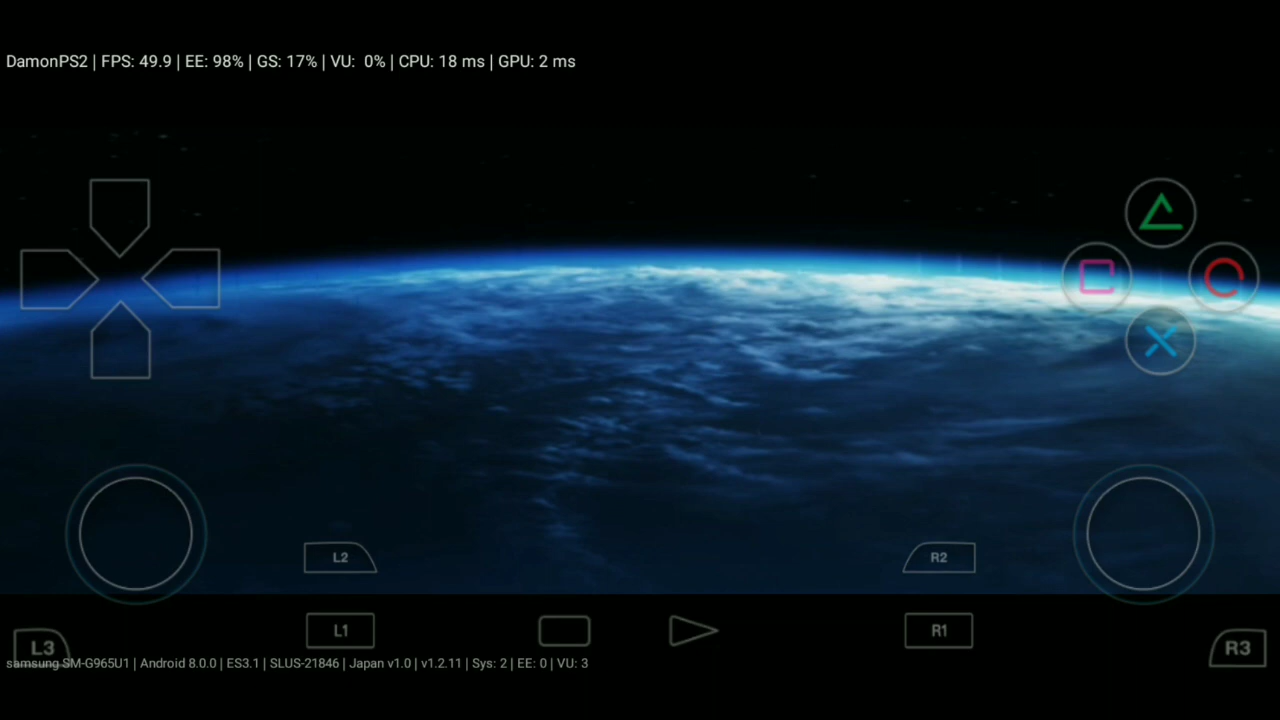 DamonPS2 | FPS: 49.9 | EE: 98% | GS: 17% | VU: 0% | CPU: 18 ms | GPU: 2 ms
L2
R2
L1
R1
L3
R3
samsung SM-G965U1 | Android 8.0.0 | ES3.1 | SLUS-21846 | Japan v1.0 | v1.2.11 | Sys: 2 | EE: 0 | VU: 3